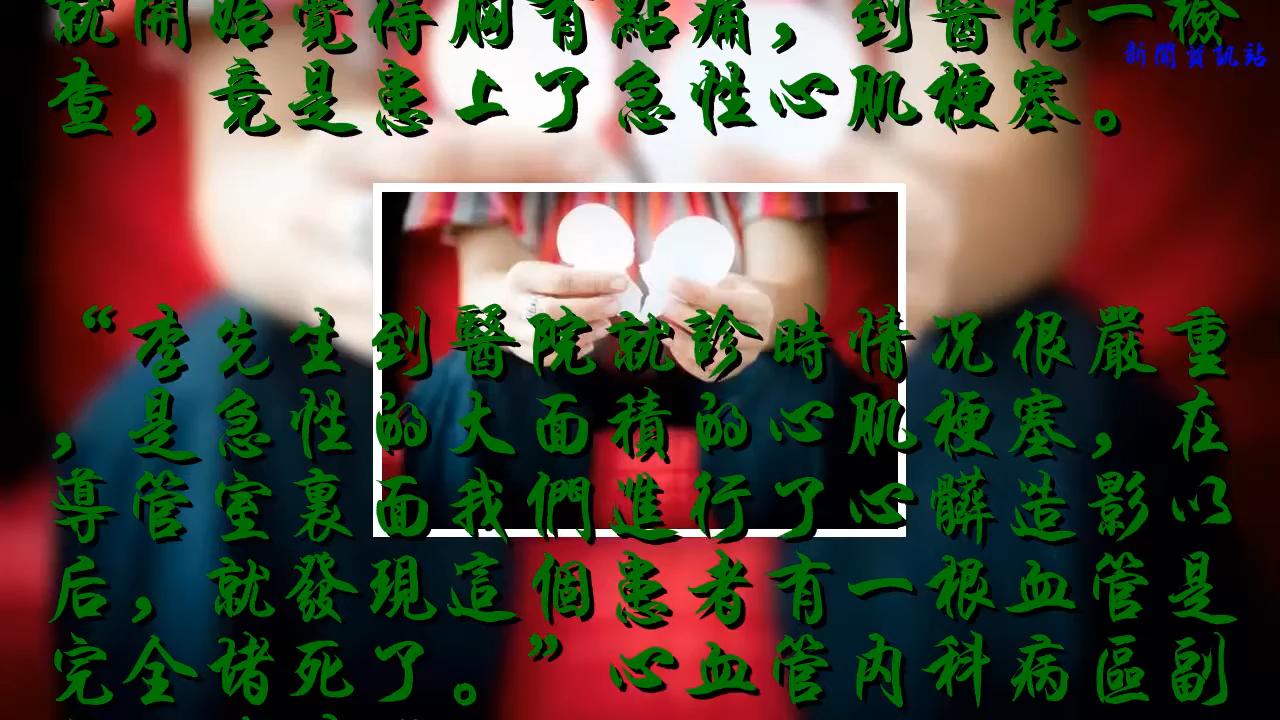 就開始覺得胸有點痛，到醫院一檢
新聞資訊站
查，竟是患上了急性心肌梗塞。
“李先生到醫院就診時情况很嚴重
，是急性的大面積的心肌梗塞，在
導管室裏面我們進行了心髒造影以
后，就發現這個患者有一根血管是
完全堵死了。”心血管内科病區副